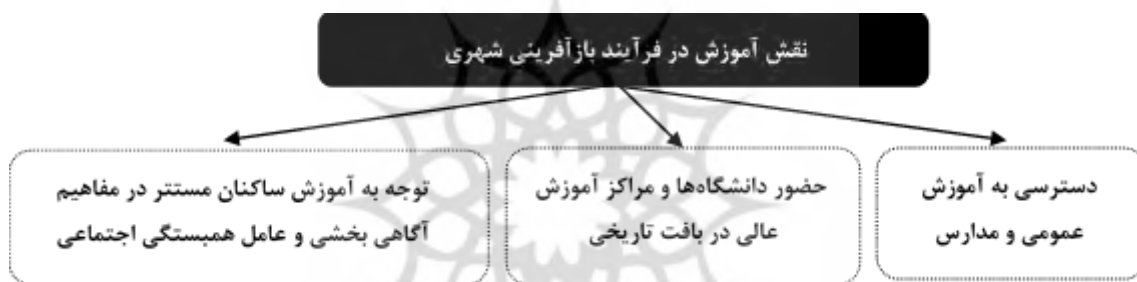 نقش آموزش در فرآیند بازآفرینی شهری
دسترسی به آموزش
عمومی و مدارس
حضور دانشگاه‌ها و مراکز آموزش
عالی در بافت تاریخی
توجه به آموزش ساکنان مستتر در مفاهیم
آگاهی بخشی و عامل همبستگی اجتماعی